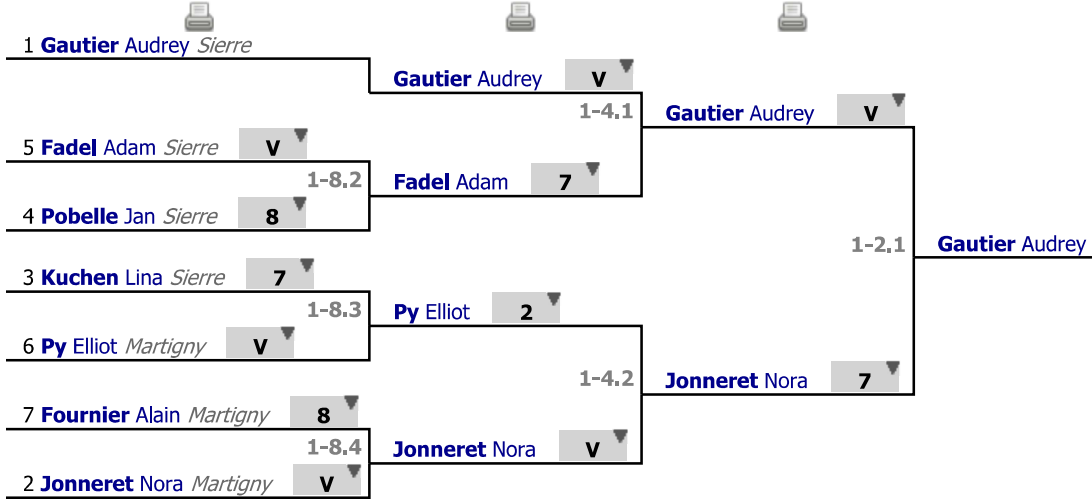 1 Gautier Audrey Sierre
Gautier Audrey V
1-4.1
Gautier Audrey V
5 Fadel Adam Sierre V
1-8.2
Fadel Adam 7
4 Pobelle Jan Sierre 8
1-2.1
Gautier Audrey
3 Kuchen Lina Sierre 7
1-8.3
Py Elliot 2
6 Py Elliot Martigny V
1-4.2
Jonneret Nora 7
7 Fournier Alain Martigny 8
1-8.4
Jonneret Nora V
2 Jonneret Nora Martigny V